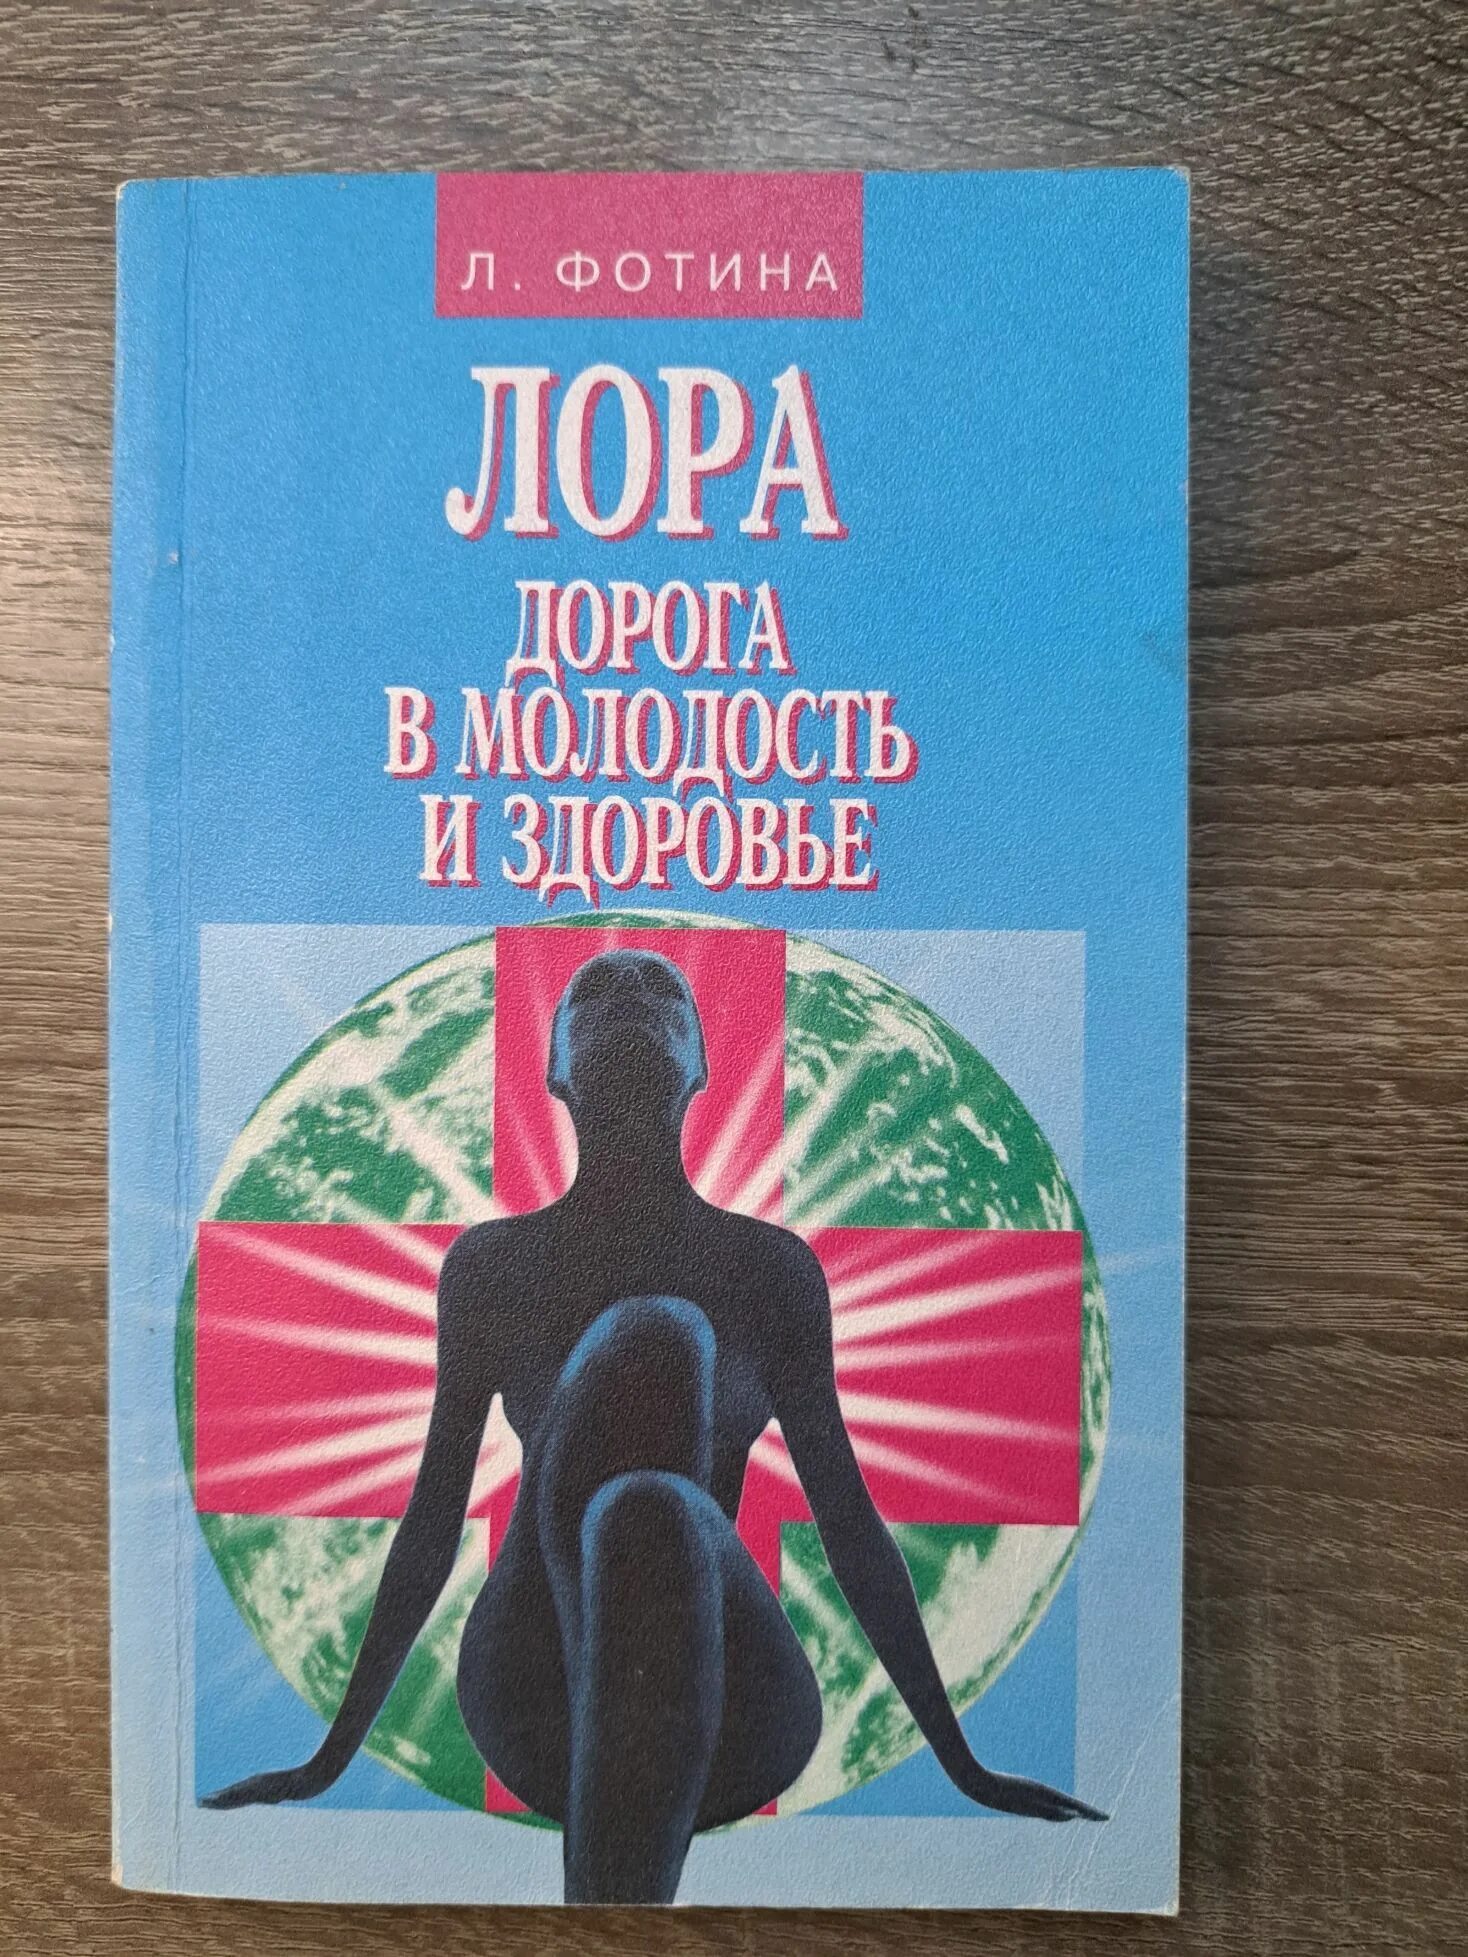 Л. ФОТИНА
ЛОРА
ДОРОГА
В МОЛОДОСТЬ
И ЗДОРОВЬЕ